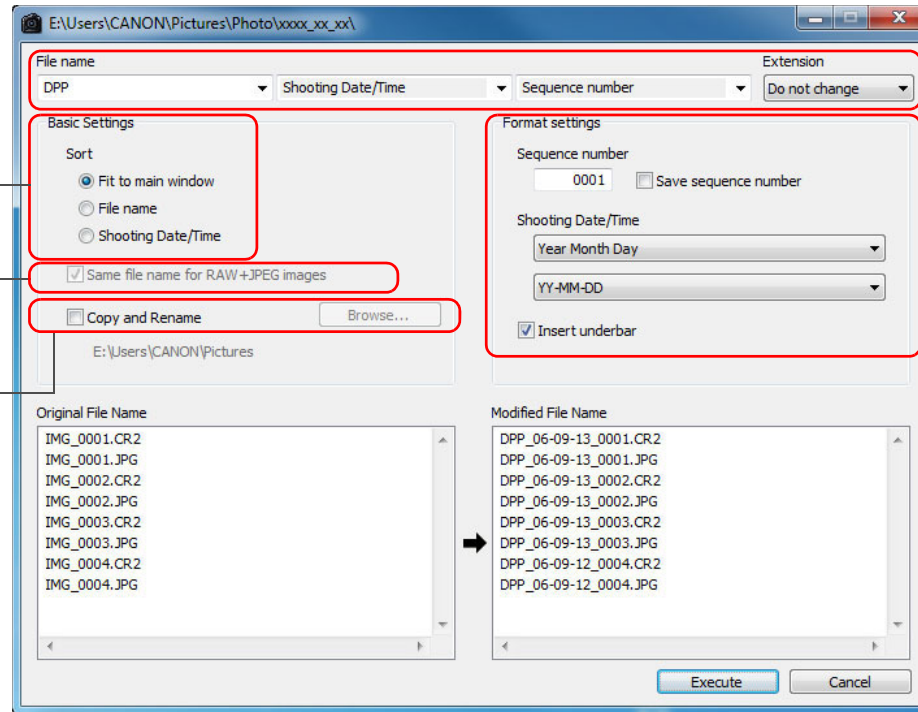 E:\Users\CANON\Pictures\Photo\xxxx_xx_xx\
File name
Extension
DPP
Shooting Date/Time
Sequence number
Do not change
Basic Settings
Sort
Fit to main window
File name
Shooting Date/Time
Same file name for RAW+JPEG images
Copy and Rename
Browse...
E:\Users\CANON\Pictures
Format settings
Sequence number
0001
Save sequence number
Shooting Date/Time
Year Month Day
YY-MM-DD
Insert underbar
Original File Name
IMG_0001.CR2
IMG_0001.JPG
IMG_0002.CR2
IMG_0002.JPG
IMG_0003.CR2
IMG_0003.JPG
IMG_0004.CR2
IMG_0004.JPG
Modified File Name
DPP_06-09-13_0001.CR2
DPP_06-09-13_0001.JPG
DPP_06-09-13_0002.CR2
DPP_06-09-13_0002.JPG
DPP_06-09-13_0003.CR2
DPP_06-09-13_0003.JPG
DPP_06-09-12_0004.CR2
DPP_06-09-12_0004.JPG
Execute
Cancel